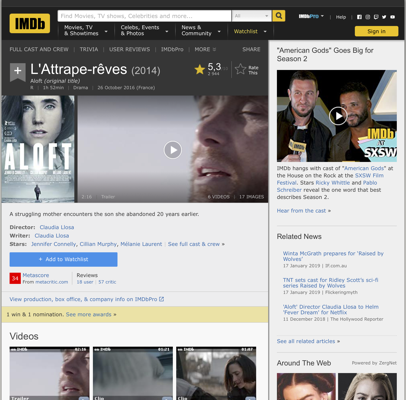 IMDb
Find Movies, TV shows, Celebrities and more...
All
IMDbPro
Help
Movies, TV
& Showtimes
Celebs, Events
& Photos
News &
Community
Watchlist
Sign in
FULL CAST AND CREW
TRIVIA
USER REVIEWS
IMDbPro
MORE
SHARE
L'Attrape-rêves (2014)
Aloft (original title)
R | 1h 52min | Drama | 26 October 2016 (France)
5,3
Rate
This
ALOFT
2:16 Trailer
6 VIDEOS | 17 IMAGES
A struggling mother encounters the son she abandoned 20 years earlier.
Director: Claudia Llosa
Writer: Claudia Llosa
Stars: Jennifer Connelly, Cillian Murphy, Mélanie Laurent | See full cast & crew »
+ Add to Watchlist
34
Metascore
From metacritic.com
Reviews
18 user | 57 critic
View production, box office, & company info on IMDbPro
1 win & 1 nomination. See more awards »
Videos
02:16
01:01
Trailer
Clip
Clip
"American Gods" Goes Big for
Season 2
IMDb
at
SXSW
IMDb hangs with cast of "American Gods" at
the House on the Rock at the SXSW Film
Festival. Stars Ricky Whittle and Pablo
Schreiber reveal the one word that best
describes Season 2.
Hear from the cast »
Related News
Winta McGrath prepares for 'Raised by
Wolves'
17 January 2019 | IF.com.au
TNT sets cast for Ridley Scott's sci-fi
series Raised by Wolves
17 January 2019 | Flickeringmyth
'Aloft' Director Claudia Llosa to Helm
'Fever Dream' for Netflix
11 December 2018 | The Hollywood Reporter
See all related articles »
Around The Web
Powered by ZergNet